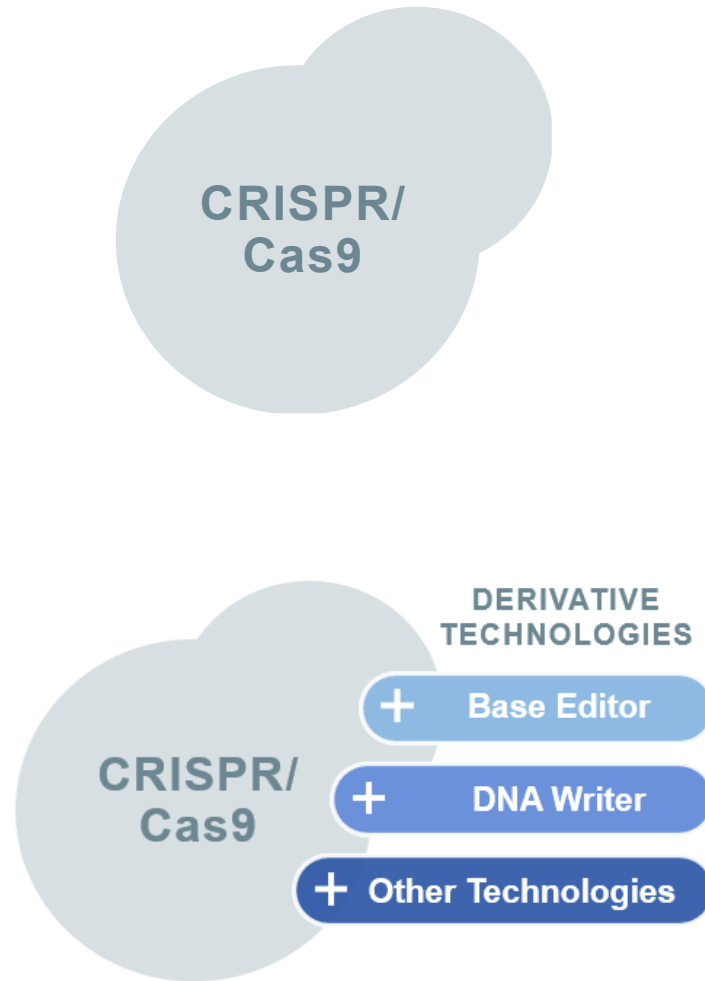 CRISPR/
Cas9
DERIVATIVE
TECHNOLOGIES
CRISPR/
Cas9
+ Base Editor
+ DNA Writer
+ Other Technologies